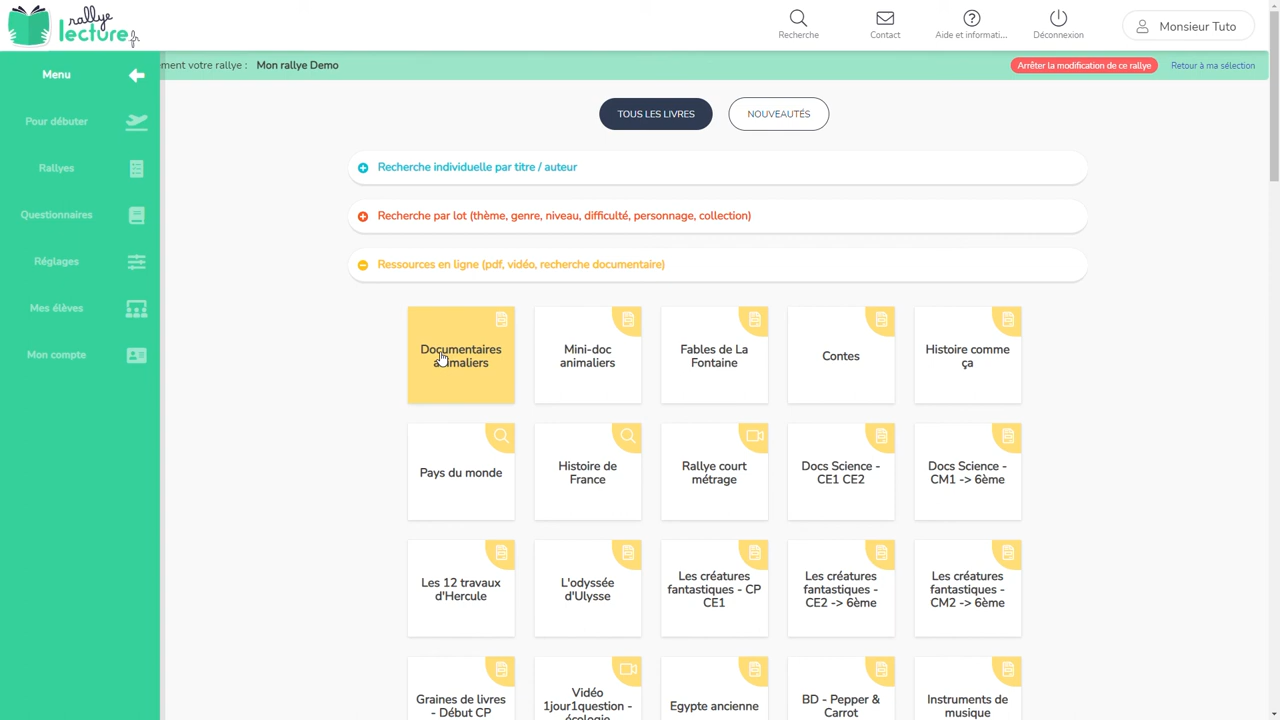 rallye
lecture.fr
Recherche
Contact
Aide et informati...
Déconnexion
Monsieur Tuto
Menu
ment votre rallye : Mon rallye Demo
Arrêter la modification de ce rallye
Retour à ma sélection
Pour débuter
Rallyes
Questionnaires
Réglages
Mes élèves
Mon compte
TOUS LES LIVRES
NOUVEAUTÉS
Recherche individuelle par titre / auteur
Recherche par lot (thème, genre, niveau, difficulté, personnage, collection)
Ressources en ligne (pdf, vidéo, recherche documentaire)
Documentaires
animaliers
Mini-doc
animaliers
Fables de La
Fontaine
Contes
Histoire comme
ça
Pays du monde
Histoire de
France
Rallye court
métrage
Docs Science -
CE1 CE2
Docs Science -
CM1 -> 6ème
Les 12 travaux
d'Hercule
L'odyssée
d'Ulysse
Les créatures
fantastiques - CP
CE1
Les créatures
fantastiques -
CE2 -> 6ème
Les créatures
fantastiques -
CM2 -> 6ème
Graines de livres
- Début CP
Vidéo
1jour1question -
écologie
Egypte ancienne
BD - Pepper &
Carrot
Instruments de
musique